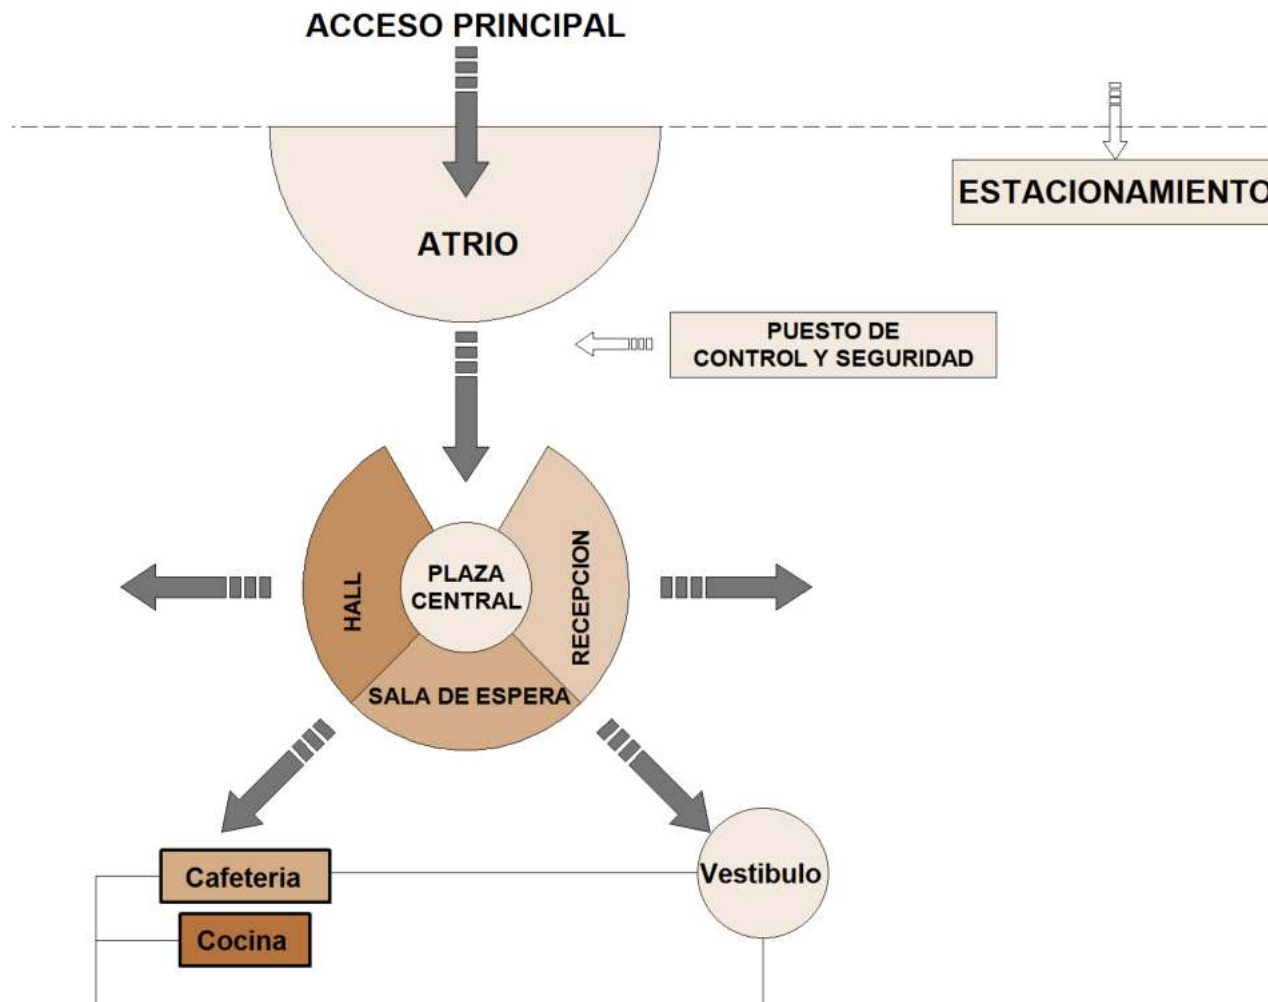 ACCESO PRINCIPAL
ESTACIONAMIENTO
ATRIO
PUESTO DE
CONTROL Y SEGURIDAD
HALL
PLAZA
CENTRAL
RECEPCION
SALA DE ESPERA
Cafeteria
Vestibulo
Cocina